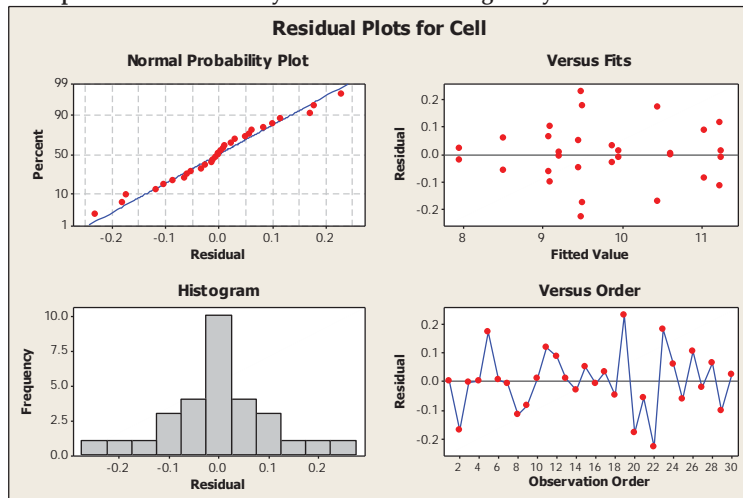 Residual Plots for Cell
Normal Probability Plot
99
90
50
10
1
Percent
-0.2 -0.1 0.0 0.1 0.2
Residual
Versus Fits
0.2
0.1
0.0
-0.1
-0.2
Residual
8 9 10 11
Fitted Value
Histogram
10.0
7.5
5.0
2.5
0.0
Frequency
-0.2 -0.1 0.0 0.1 0.2
Residual
Versus Order
0.2
0.1
0.0
-0.1
-0.2
Residual
2 4 6 8 10 12 14 16 18 20 22 24 26 28 30
Observation Order